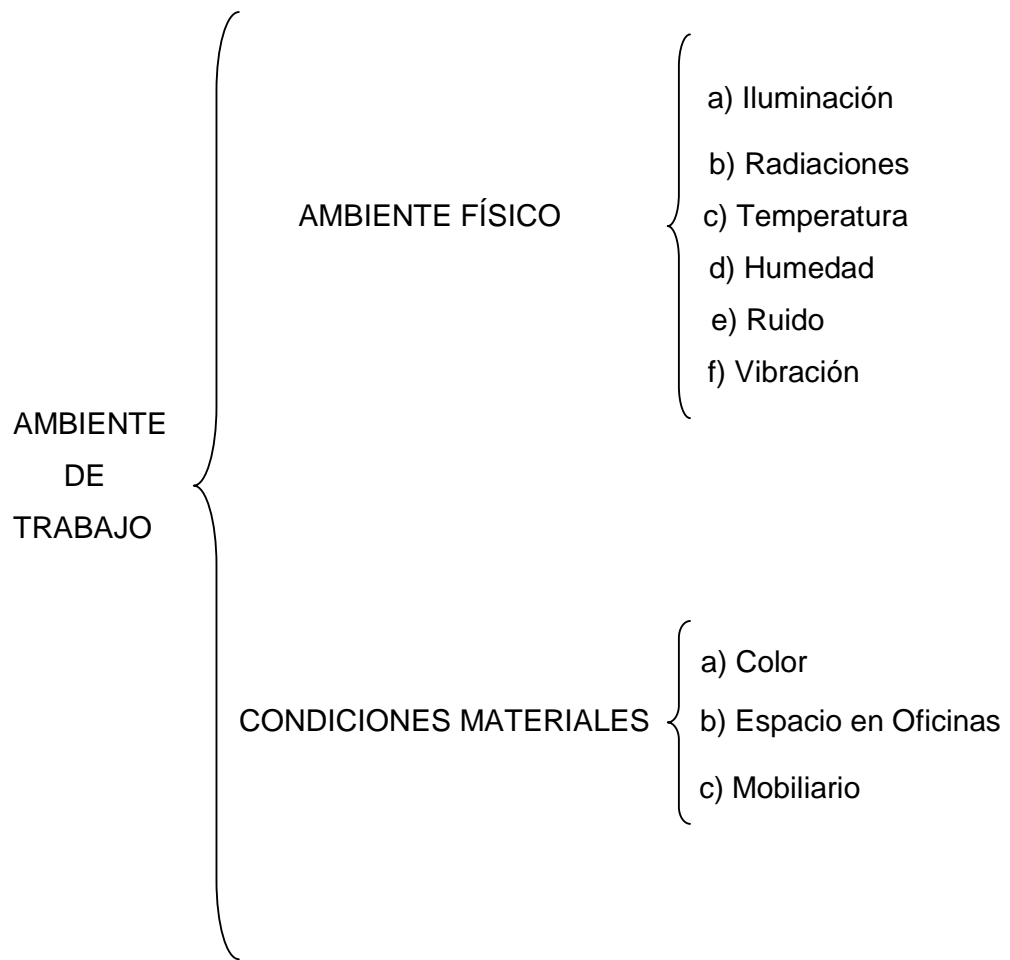 AMBIENTE
DE
TRABAJO
AMBIENTE FÍSICO
a) Iluminación
b) Radiaciones
c) Temperatura
d) Humedad
e) Ruido
f) Vibración
CONDICIONES MATERIALES
a) Color
b) Espacio en Oficinas
c) Mobiliario